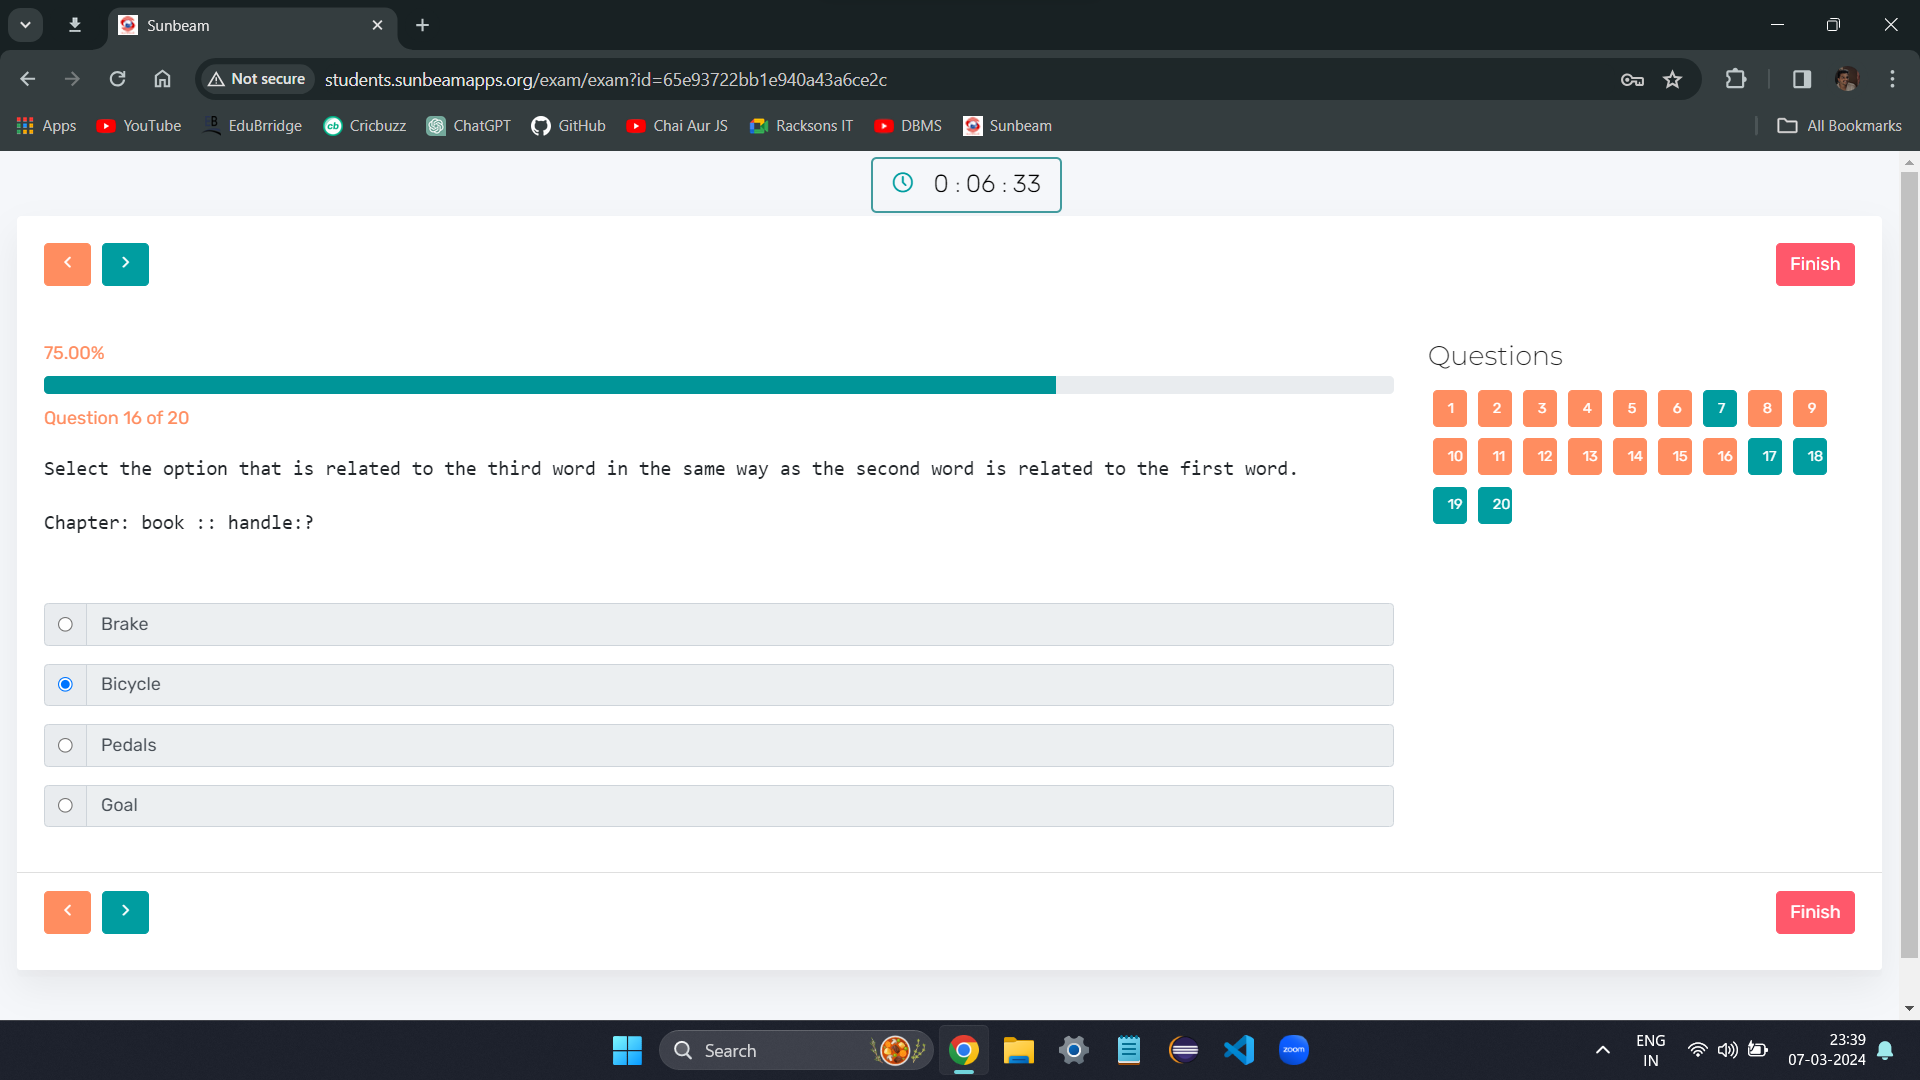 Sunbeam
Not secure
students.sunbeamapps.org/exam/exam?id=65e93722bb1e940a43a6ce2c
Apps
YouTube
EduBrridge
cb
Cricbuzz
ChatGPT
GitHub
Chai Aur JS
Racksons IT
DBMS
Sunbeam
All Bookmarks
0 : 06 : 33
Finish
75.00%
Question 16 of 20
Select the option that is related to the third word in the same way as the second word is related to the first word.
Chapter: book :: handle:?
Brake
Bicycle
Pedals
Goal
Questions
1 2 3 4 5 6 7 8 9
10 11 12 13 14 15 16 17 18
19 20
Finish
Search
zoom
ENG
IN
23:39
07-03-2024